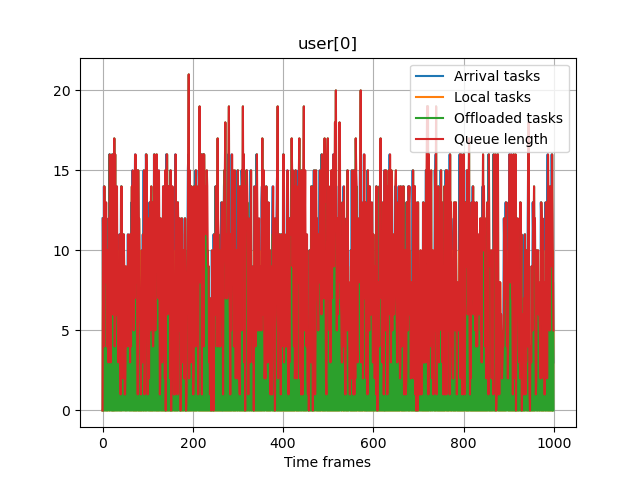 user[0]
Arrival tasks
Local tasks
Offloaded tasks
Queue length
20
15
10
5
0
0 200 400 600 800 1000
Time frames